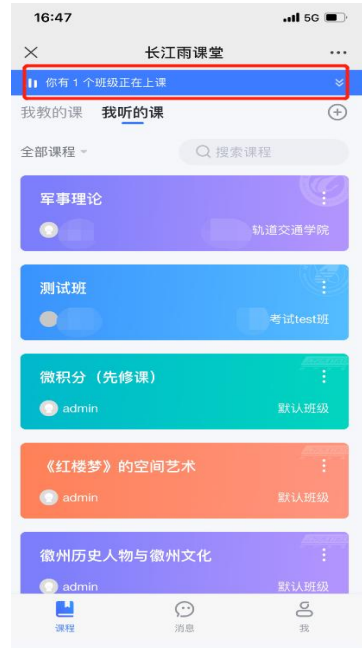 16:47
5G
长江雨课堂
你有 1 个班级正在上课
我教的课 我听的课
全部课程
搜索课程
军事理论
轨道交通学院
测试班
考试test班
微积分（先修课）
admin
默认班级
《红楼梦》的空间艺术
admin
默认班级
徽州历史人物与徽州文化
admin
默认班级
课程 消息 我